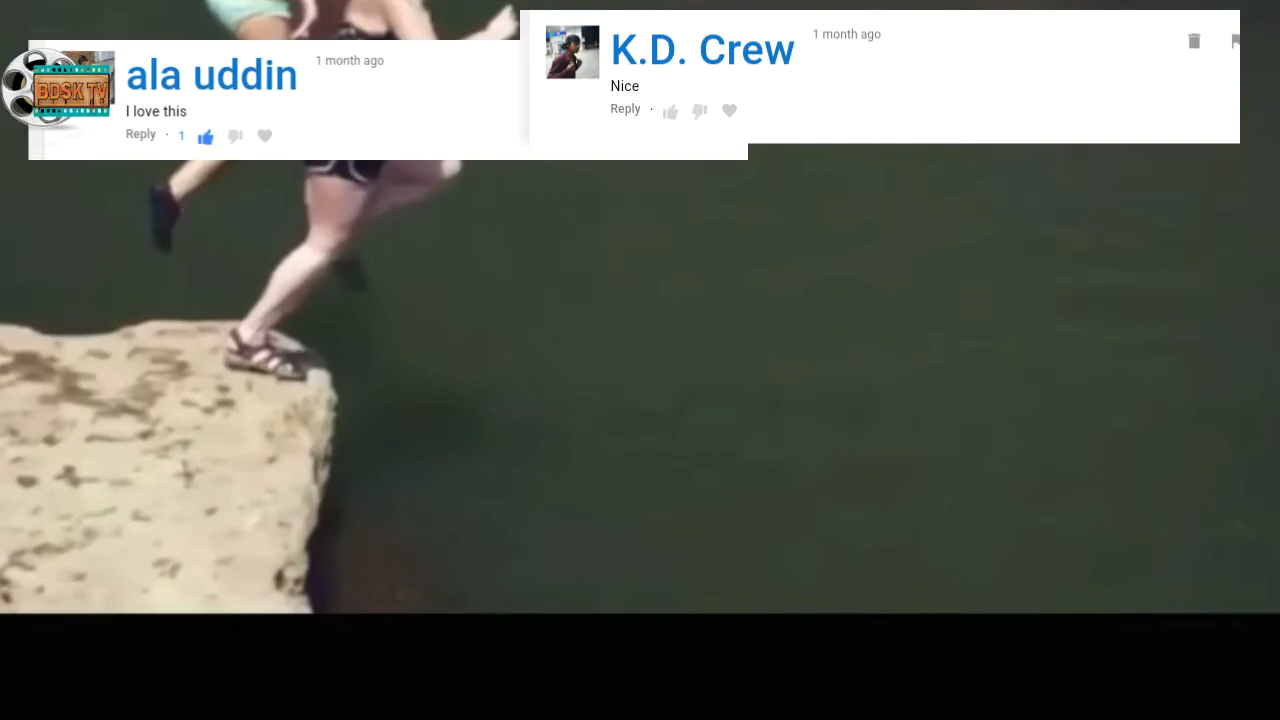 BDSK TV
ala uddin
1 month ago
I love this
Reply · 1
K.D. Crew
1 month ago
Nice
Reply ·